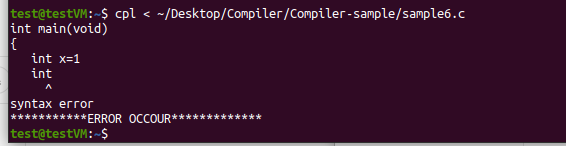 test@testVM:~$ cpl < ~/Desktop/Compiler/Compiler-sample/sample6.c
int main(void)
{
   int x=1
   int
     ^
syntax error
***********ERROR OCCOUR*************
test@testVM:~$